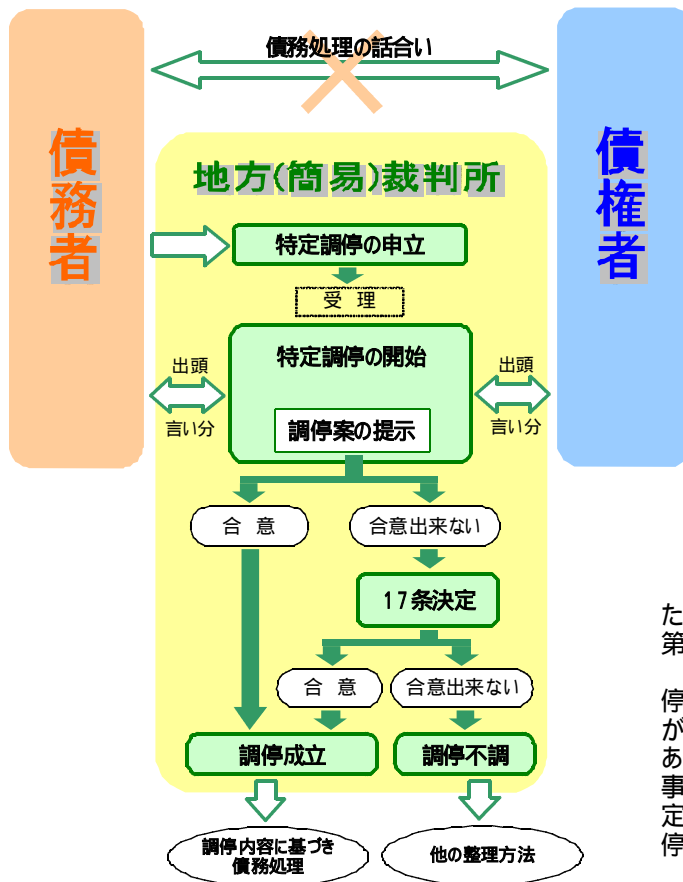 債務処理の話合い
債務者
債権者
地方(簡易)裁判所
特定調停の申立
受 理
特定調停の開始
出頭
言い分
出頭
言い分
調停案の提示
合 意
合意出来ない
17条決定
合 意
合意出来ない
調停成立
調停不調
調停内容に基づき
債務処理
他の整理方法
た
第
停
が
あ
事
定
停